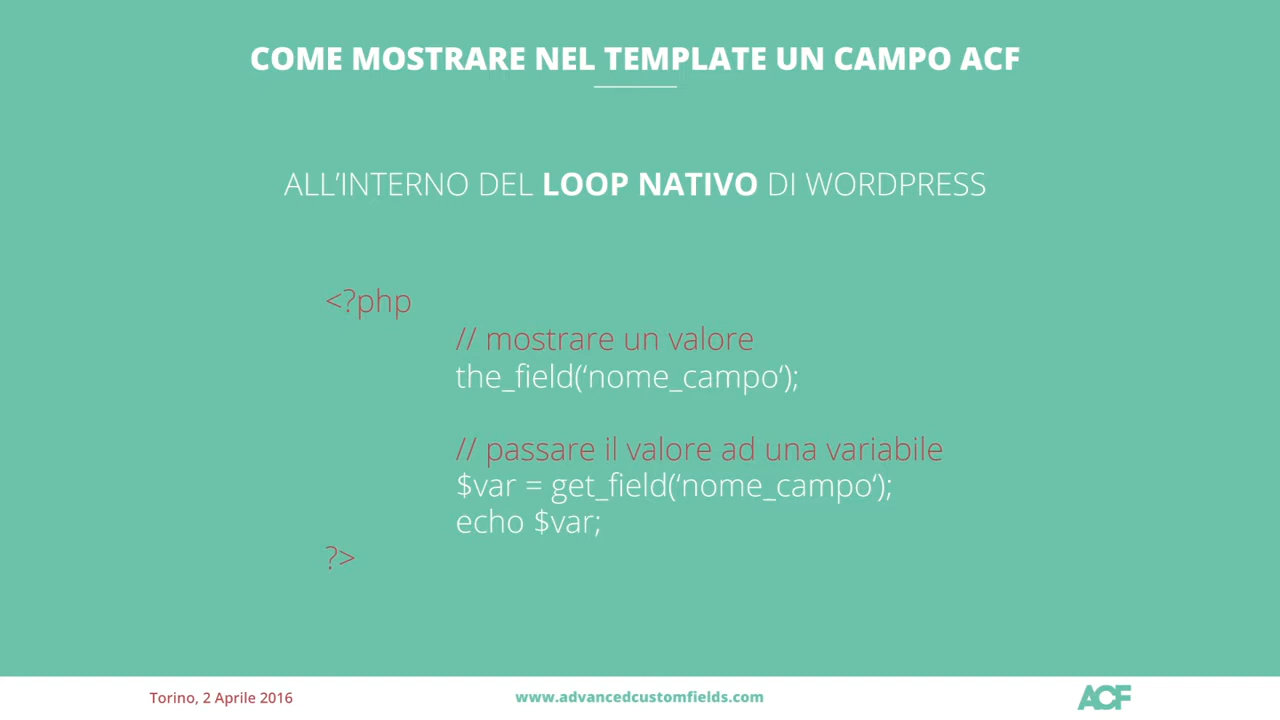 COME MOSTRARE NEL TEMPLATE UN CAMPO ACF
ALL’INTERNO DEL LOOP NATIVO DI WORDPRESS
<?php
// mostrare un valore
the_field(‘nome_campo‘);
// passare il valore ad una variabile
$var = get_field(‘nome_campo‘);
echo $var;
?>
Torino, 2 Aprile 2016
www.advancedcustomfields.com
ACF